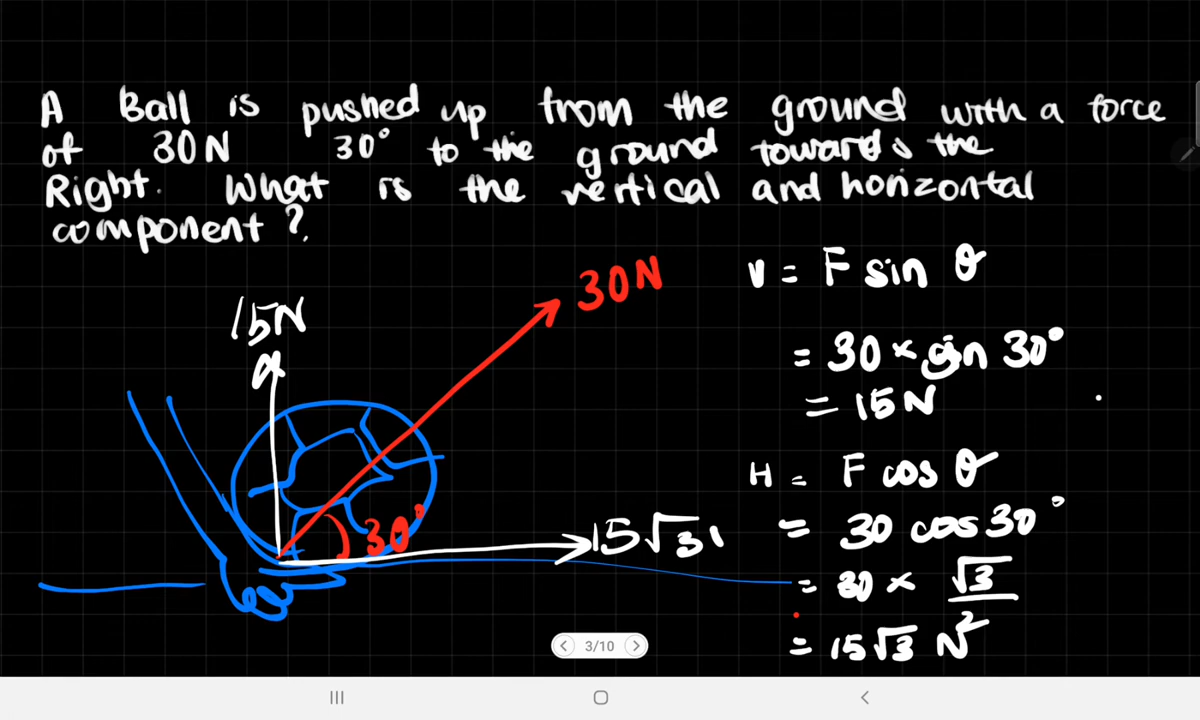 A Ball is pushed up from the ground with a force
of 30N 30° to the ground towards the
Right. What is the vertical and horizontal
component ?.
30N
15N
30°
15√3
V = F sin θ
= 30 × sin 30°
= 15N
H = F cos θ
= 30 cos 30°
= 30 × √3/2
= 15√3 N
3/10